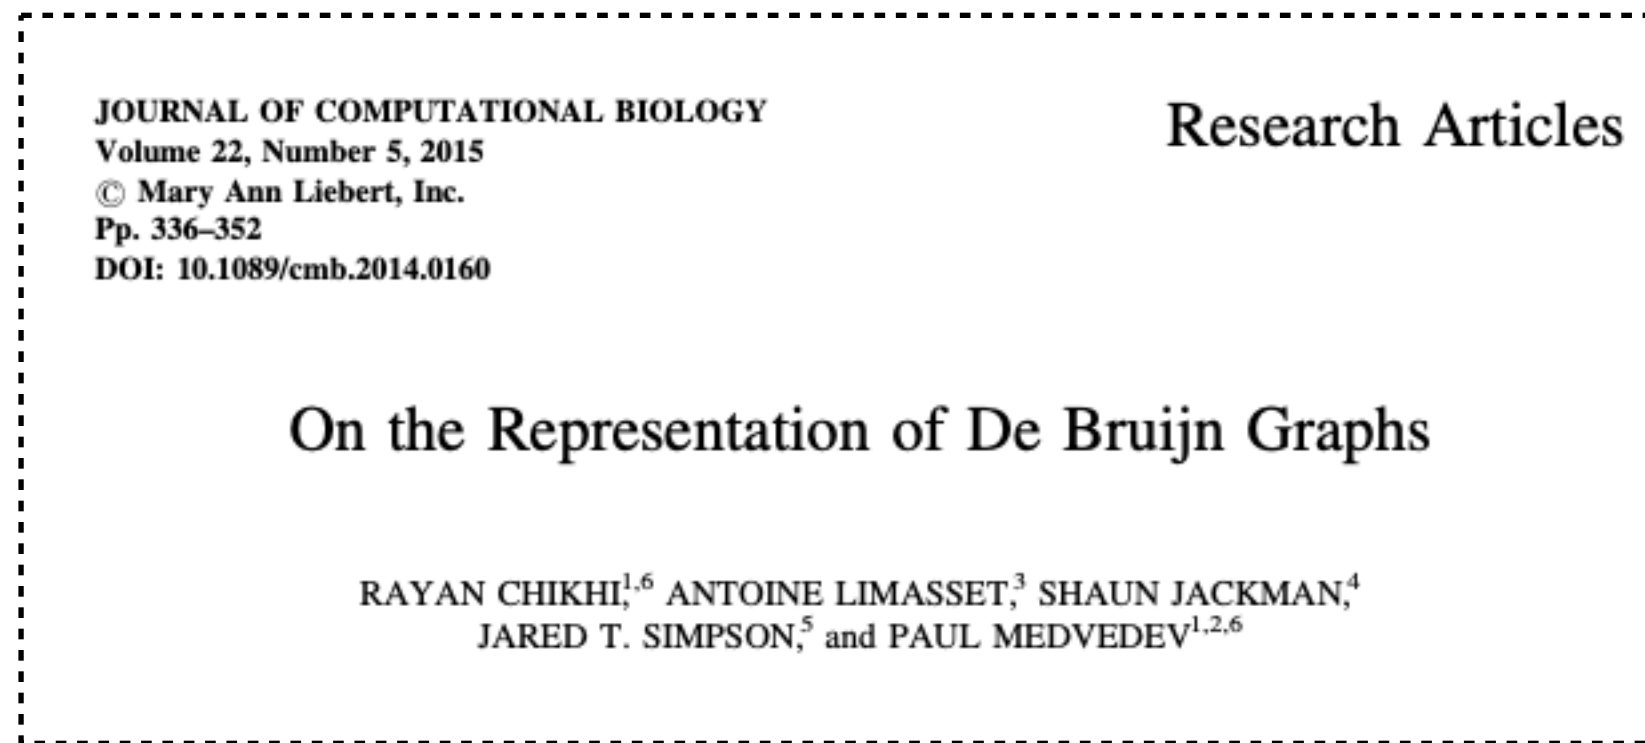 JOURNAL OF COMPUTATIONAL BIOLOGY
Volume 22, Number 5, 2015
© Mary Ann Liebert, Inc.
Pp. 336–352
DOI: 10.1089/cmb.2014.0160
Research Articles
On the Representation of De Bruijn Graphs
RAYAN CHIKHI,1,6 ANTOINE LIMASSET,3 SHAUN JACKMAN,4
JARED T. SIMPSON,5 and PAUL MEDVEDEV1,2,6